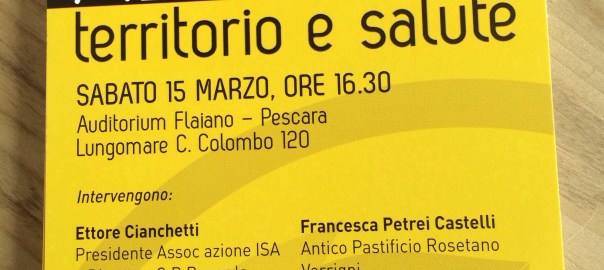 territorio e salute
SABATO 15 MARZO, ORE 16.30
Auditorium Flaiano – Pescara
Lungomare C. Colombo 120
Intervengono:
Ettore Cianchetti
Presidente Assoc azione ISA
Francesca Petrei Castelli
Antico Pastificio Rosetano
Verrigni